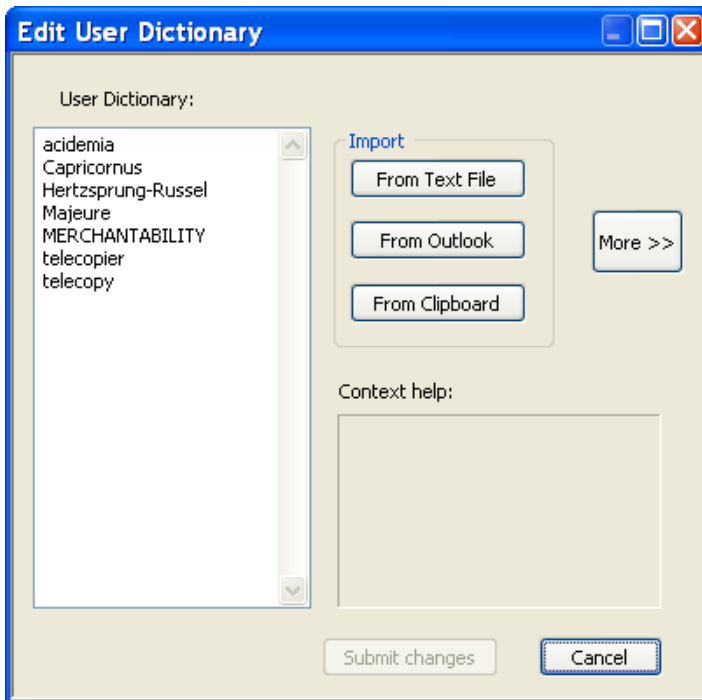 Edit User Dictionary
User Dictionary:
acidemia
Capricornus
Hertzsprung-Russel
Majeure
MERCHANTABILITY
telecopier
telecopy
Import
From Text File
From Outlook
From Clipboard
More >>
Context help:
Submit changes
Cancel